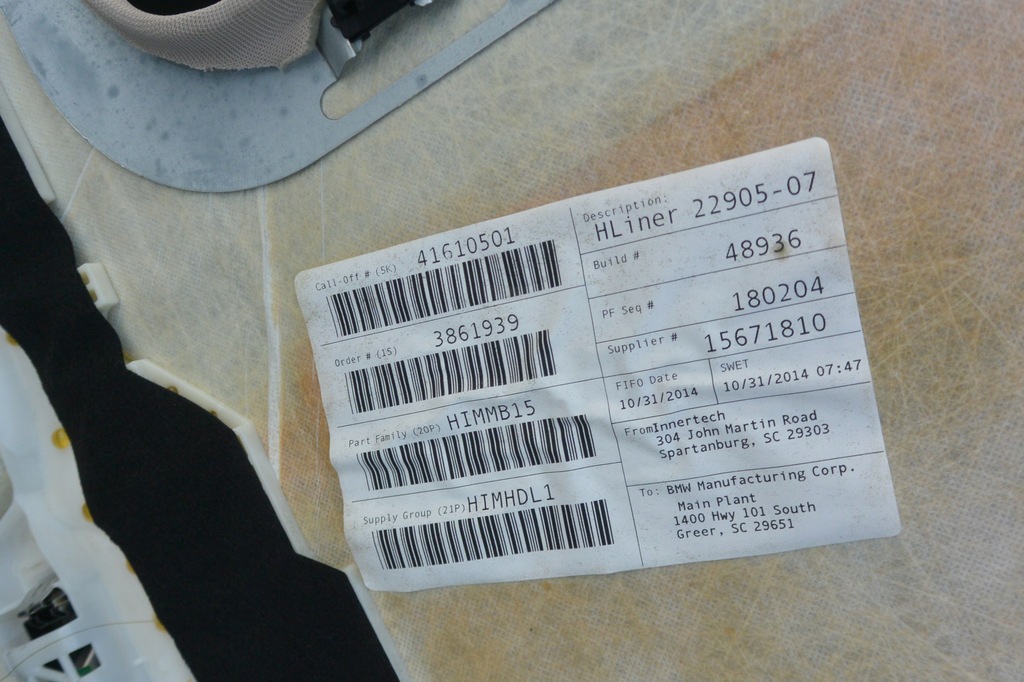 Call-Off # (5K) 41610501
Order # (1S) 3861939
Part Family (20P) HIMMB15
Supply Group (21P) HIMHDL1
Description:
HLiner 22905-07
Build # 48936
PF Seq # 180204
Supplier # 15671810
FIFO Date
10/31/2014
SWET
10/31/2014 07:47
From Innertech
304 John Martin Road
Spartanburg, SC 29303
To: BMW Manufacturing Corp.
Main Plant
1400 Hwy 101 South
Greer, SC 29651